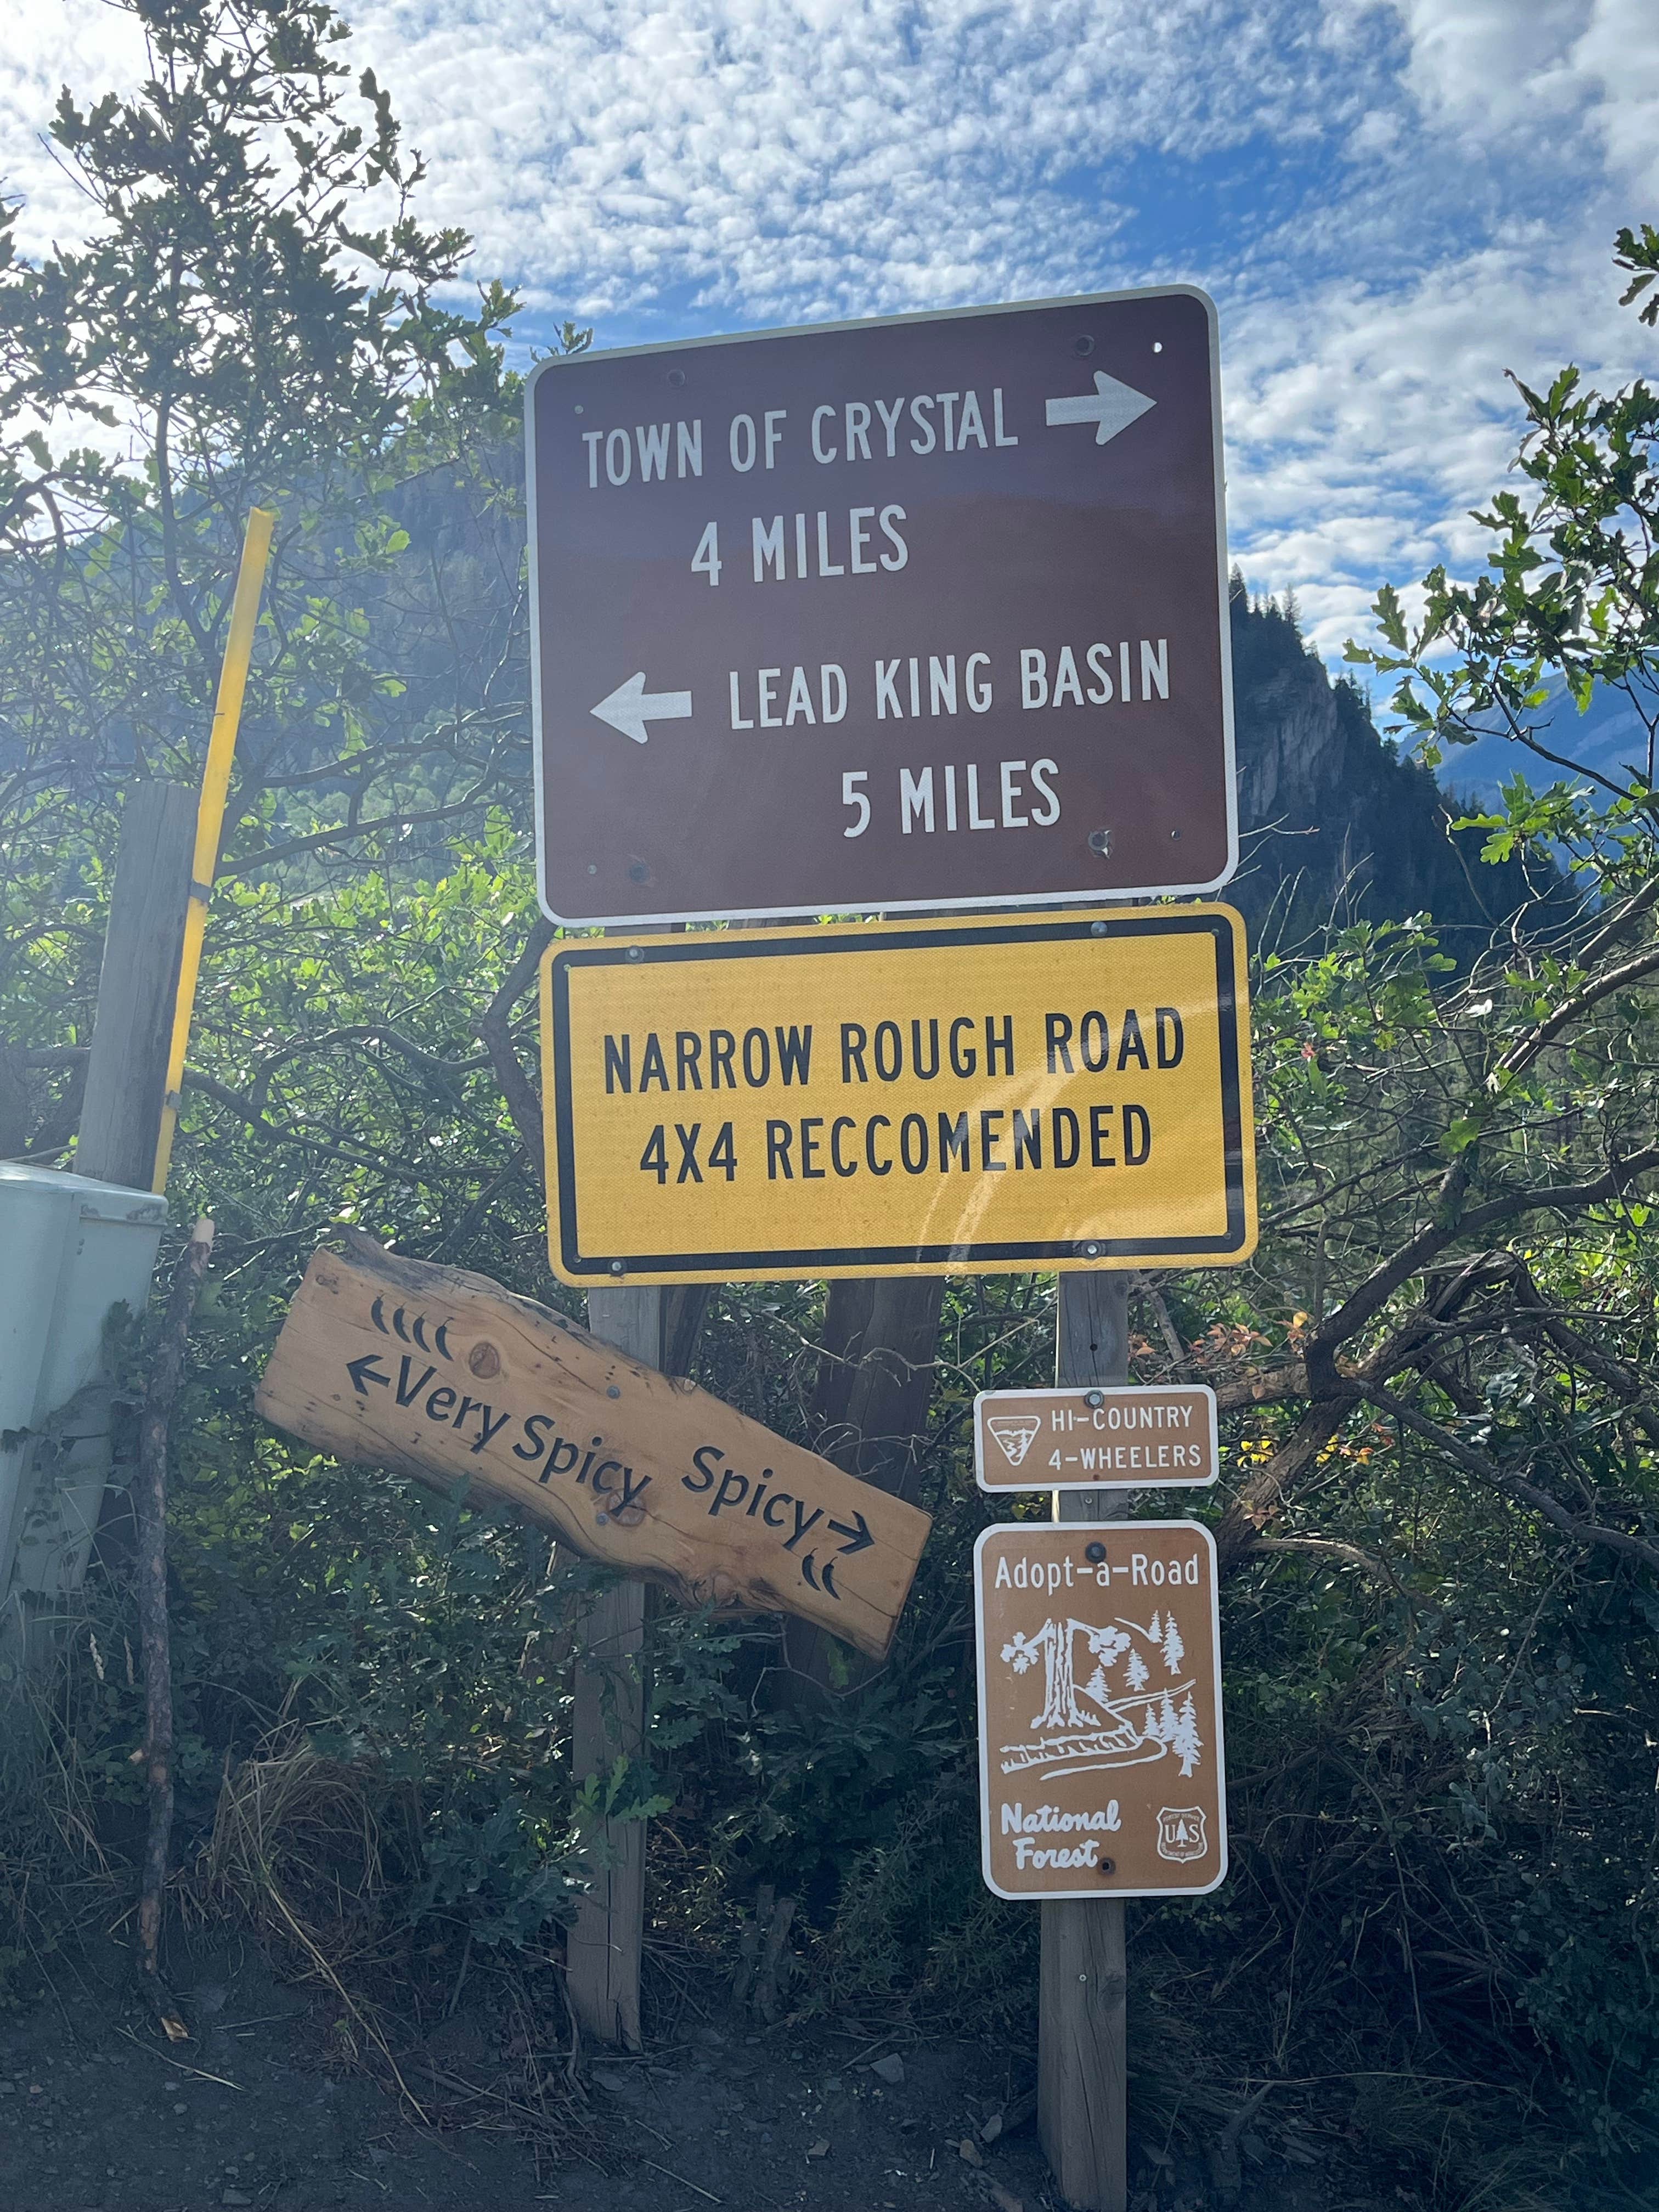 TOWN OF CRYSTAL →
4 MILES
← LEAD KING BASIN
5 MILES
NARROW ROUGH ROAD
4X4 RECCOMENDED
←Very Spicy
Spicy→
HI-COUNTRY
4-WHEELERS
Adopt-a-Road
National
Forest
U S